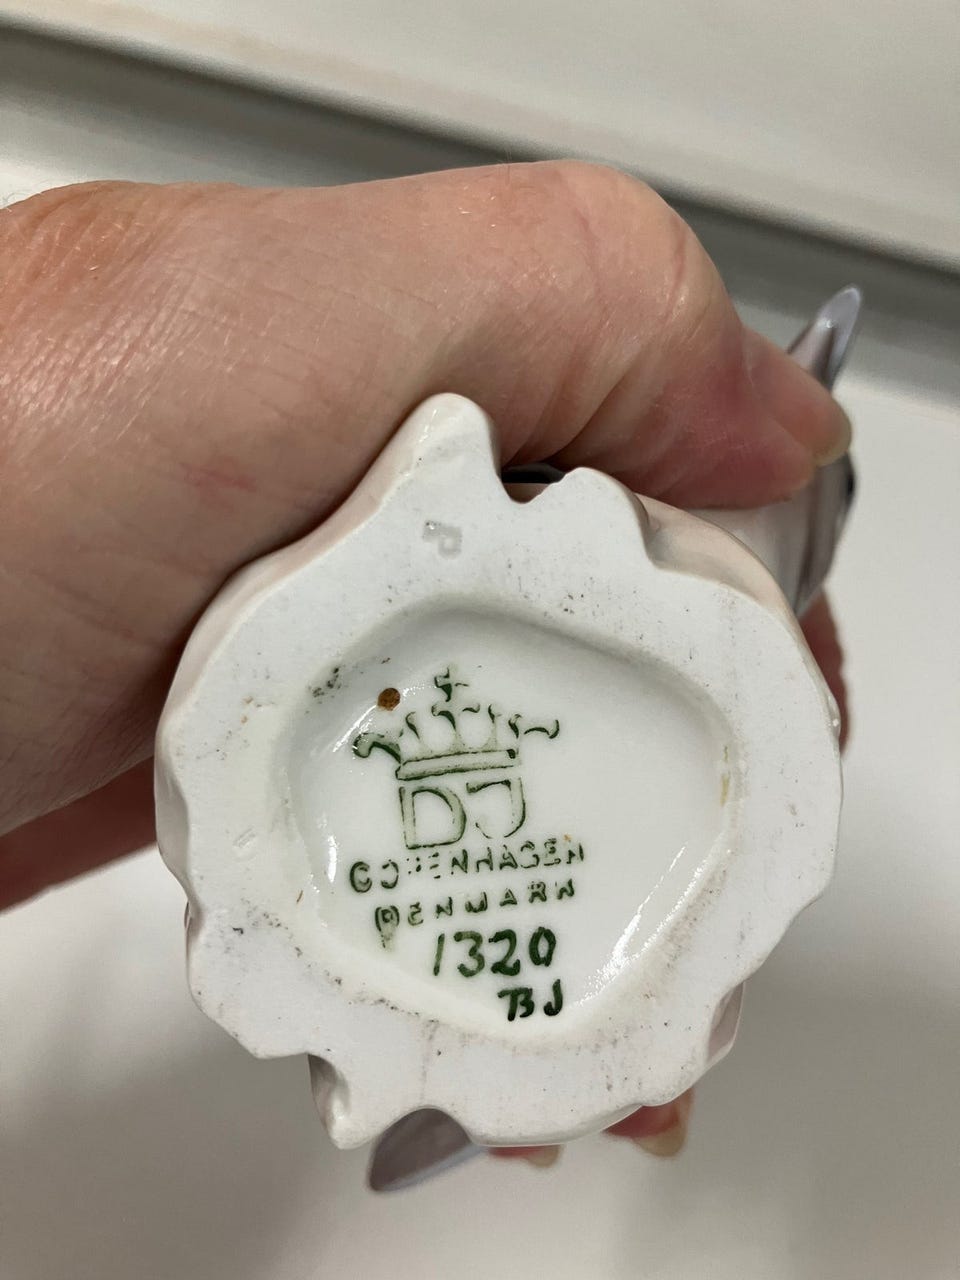 DJ
COPENHAGEN
DENMARK
1320
BJ